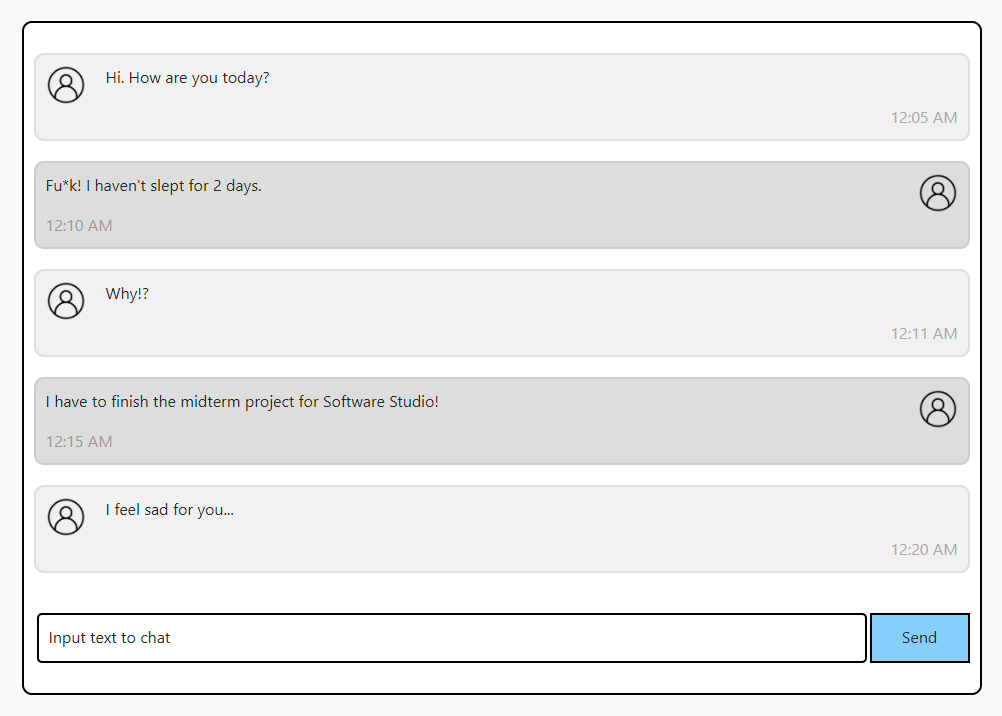 Hi. How are you today?
12:05 AM
Fu*k! I haven't slept for 2 days.
12:10 AM
Why!?
12:11 AM
I have to finish the midterm project for Software Studio!
12:15 AM
I feel sad for you...
12:20 AM
Input text to chat
Send